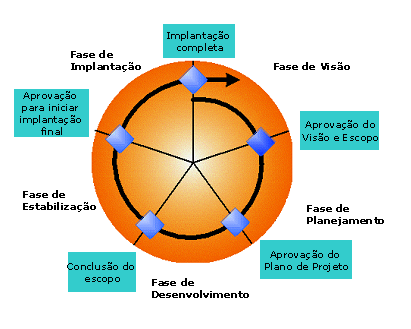 Implantação
completa
Fase de
Implantação
Fase de Visão
Aprovação
para iniciar
implantação
final
Aprovação do
Visão e Escopo
Fase de
Estabilização
Fase de
Planejamento
Conclusão do
escopo
Aprovação do
Plano de Projeto
Fase de
Desenvolvimento